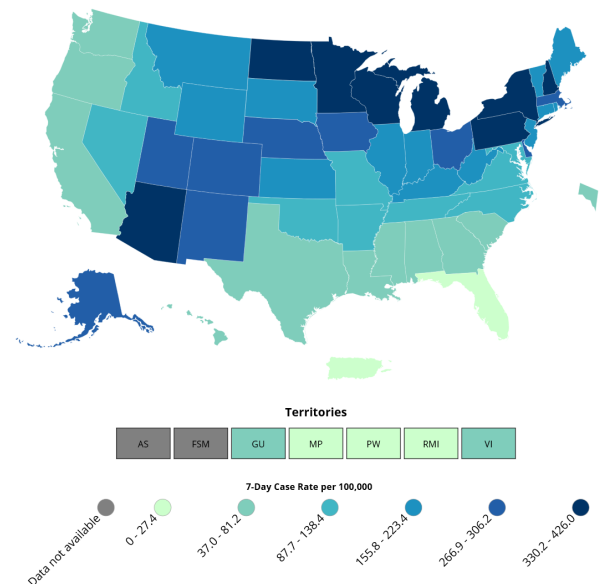 Territories
AS FSM GU MP PW RMI VI
7-Day Case Rate per 100,000
Data not available
0 - 27.4
37.0 - 81.2
87.7 - 138.4
155.8 - 223.4
266.9 - 306.2
330.2 - 426.0